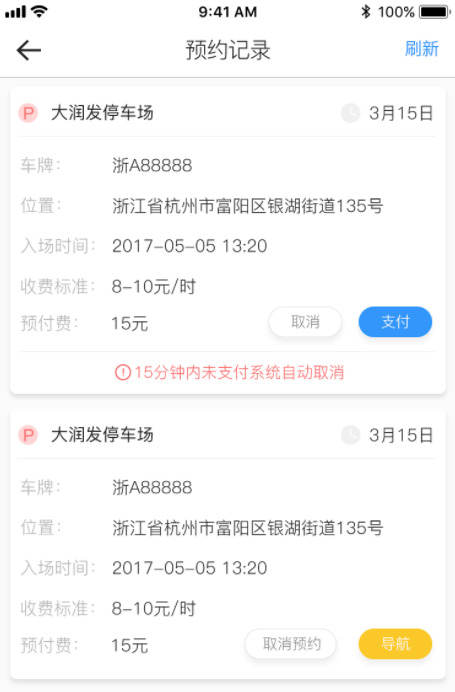 9:41 AM 100%
预约记录 刷新
P 大润发停车场 3月15日
车牌： 浙A88888
位置： 浙江省杭州市富阳区银湖街道135号
入场时间： 2017-05-05 13:20
收费标准： 8-10元/时
预付费： 15元 取消 支付
15分钟内未支付系统自动取消
P 大润发停车场 3月15日
车牌： 浙A88888
位置： 浙江省杭州市富阳区银湖街道135号
入场时间： 2017-05-05 13:20
收费标准： 8-10元/时
预付费： 15元 取消预约 导航